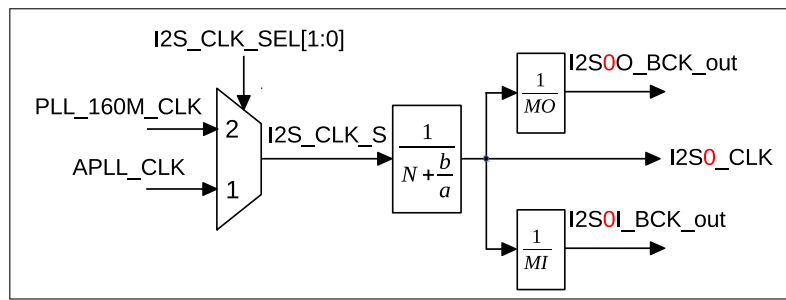 I2S_CLK_SEL[1:0]
PLL_160M_CLK
2
APLL_CLK
1
I2S_CLK_S
1
N + b
a
1
MO
I2S0O_BCK_out
I2S0_CLK
1
MI
I2S0I_BCK_out